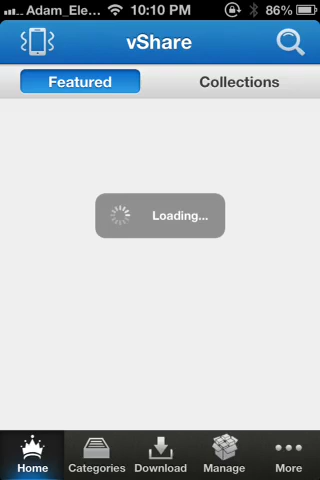 Adam_Ele... 10:10 PM 86%
vShare
Featured Collections
Loading...
Home Categories Download Manage More